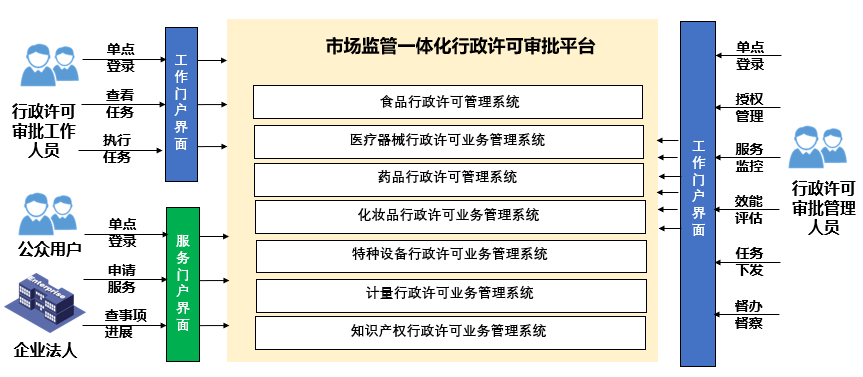 市场监管一体化行政许可审批平台
单点
登录
查看
任务
执行
任务
行政许可
审批工作
人员
工作门户界面
单点
登录
申请
服务
查事项
进展
公众用户
Enterprise
企业法人
服务门户界面
食品行政许可管理系统
医疗器械行政许可业务管理系统
药品行政许可管理系统
化妆品行政许可业务管理系统
特种设备行政许可业务管理系统
计量行政许可业务管理系统
知识产权行政许可业务管理系统
工作门户界面
单点
登录
授权
管理
服务
监控
效能
评估
任务
下发
督办
督察
行政许可
审批管理
人员